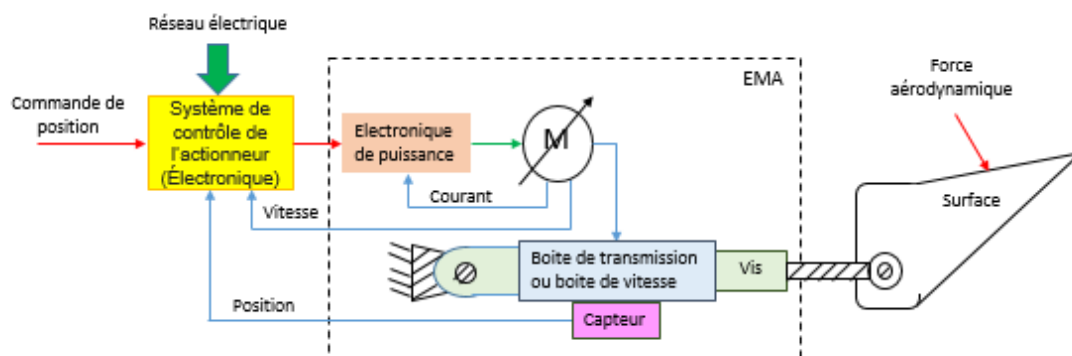 Réseau électrique
EMA
Force
aérodynamique
Commande de
position
Système de
contrôle de
l'actionneur
(Électronique)
Electronique
de puissance
M
Courant
Vitesse
Surface
Boite de transmission
ou boite de vitesse
Vis
Position
Capteur